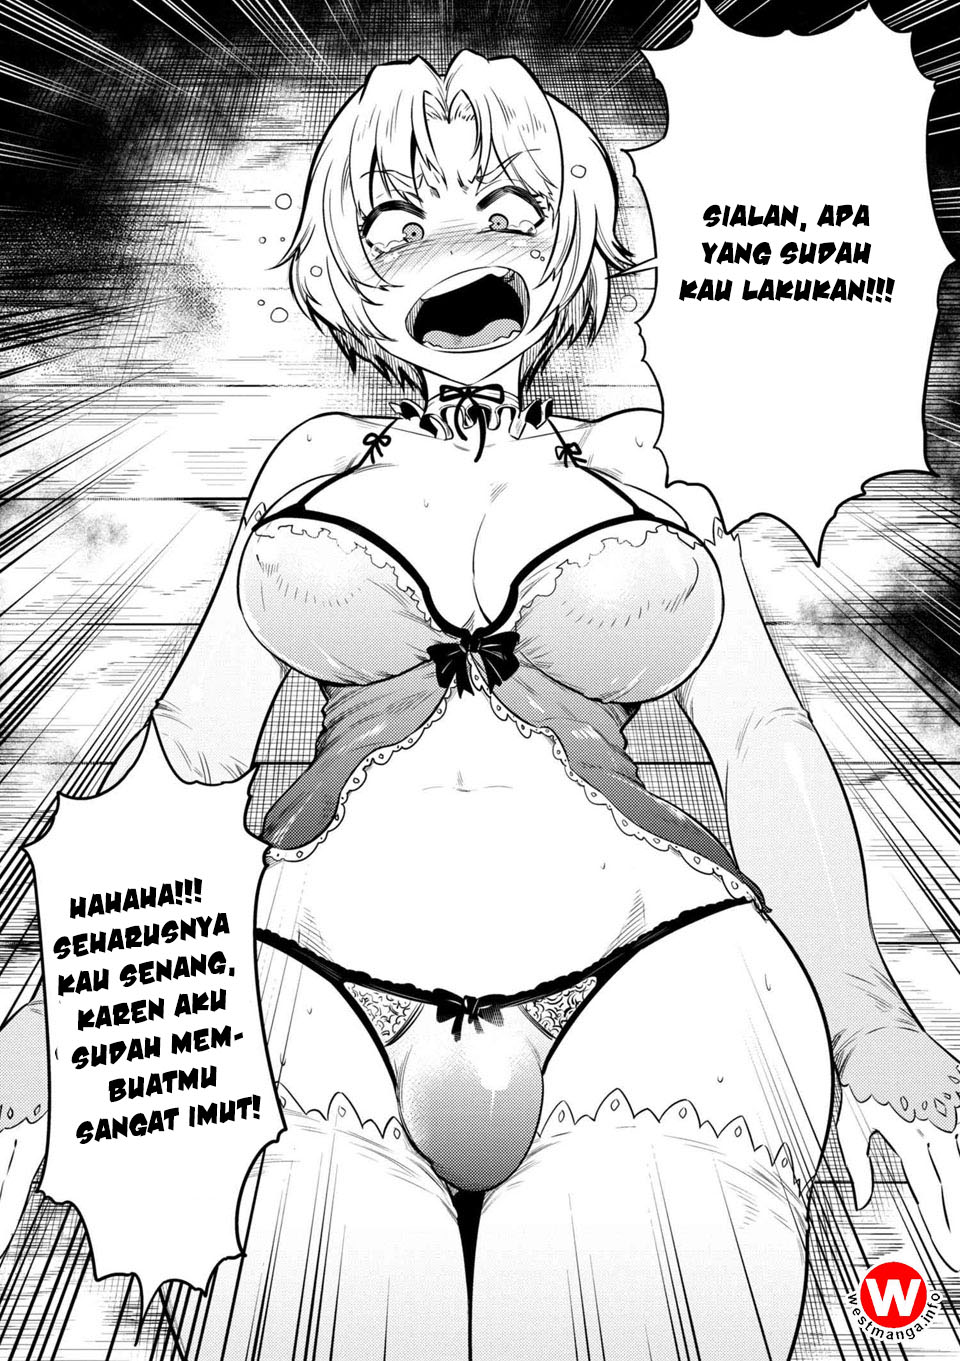 SIALAN, APA
YANG SUDAH
KAU LAKUKAN!!!
HAHAHA!!!
SEHARUSNYA
KAU SENANG,
KAREN AKU
SUDAH MEM-
BUATMU
SANGAT IMUT!
W
westmanga.info